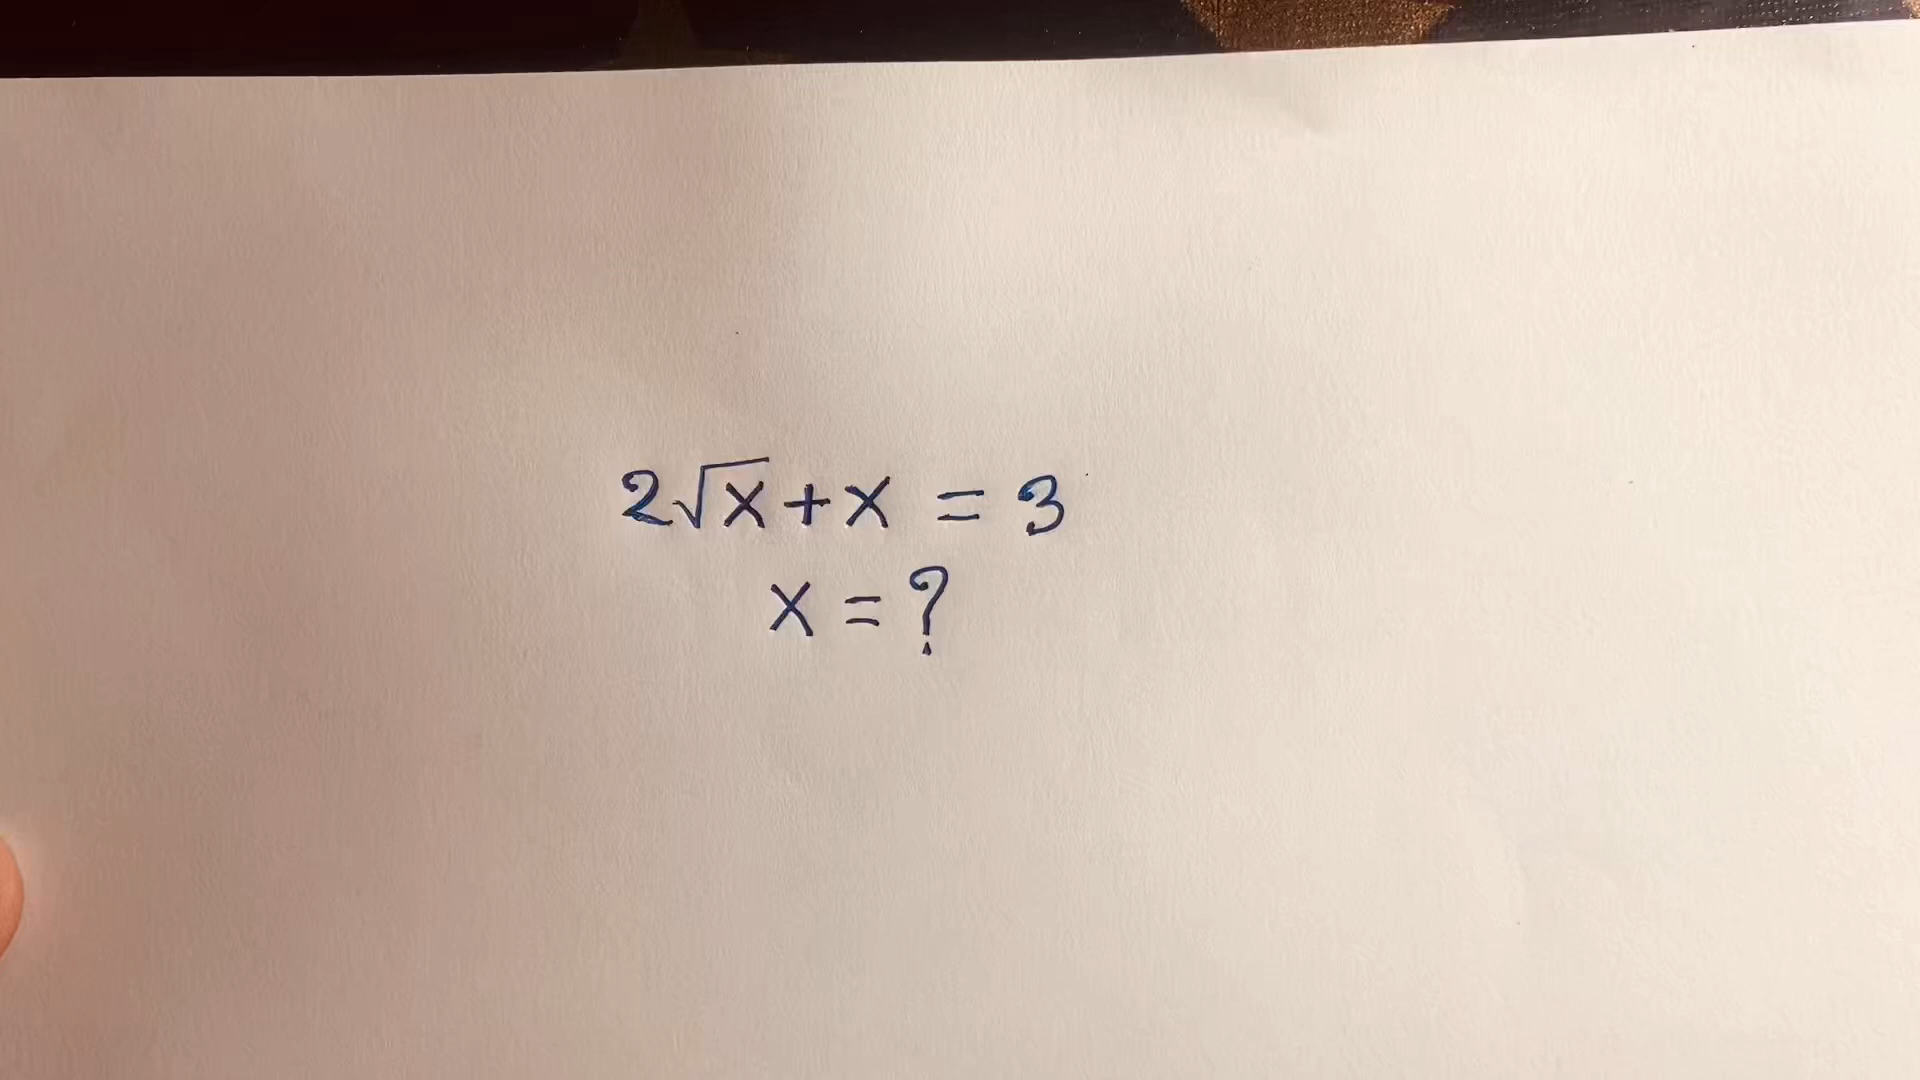 2√x + x = 3
x = ?